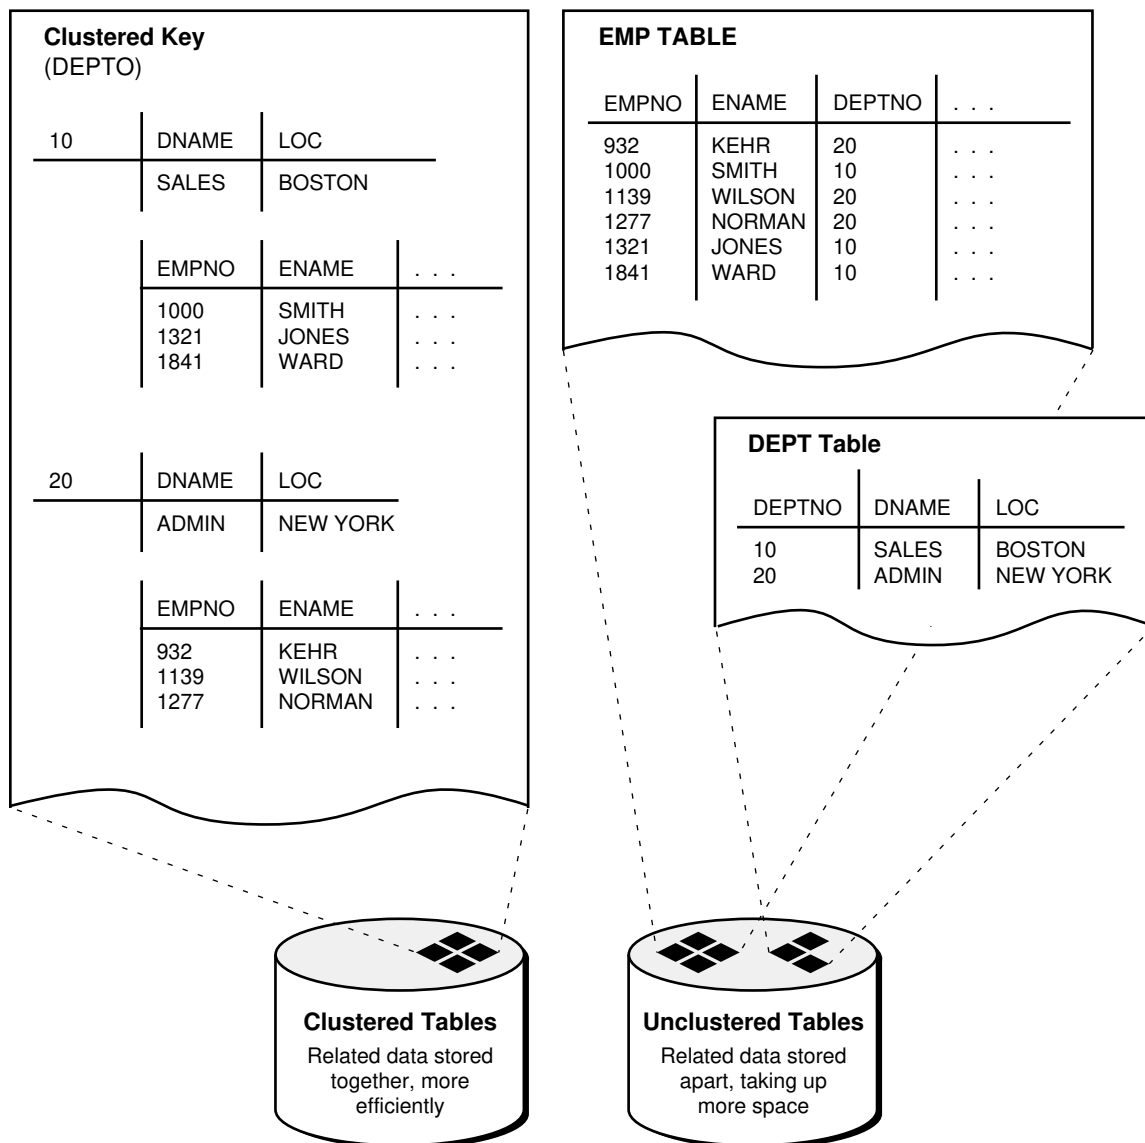 Clustered Key
(DEPTO)
10 DNAME LOC
SALES BOSTON
EMPNO ENAME . . .
1000 SMITH . . .
1321 JONES . . .
1841 WARD . . .
20 DNAME LOC
ADMIN NEW YORK
EMPNO ENAME . . .
932 KEHR . . .
1139 WILSON . . .
1277 NORMAN . . .
EMP TABLE
EMPNO ENAME DEPTNO . . .
932 KEHR 20 . . .
1000 SMITH 10 . . .
1139 WILSON 20 . . .
1277 NORMAN 20 . . .
1321 JONES 10 . . .
1841 WARD 10 . . .
DEPT Table
DEPTNO DNAME LOC
10 SALES BOSTON
20 ADMIN NEW YORK
Clustered Tables
Related data stored
together, more
efficiently
Unclustered Tables
Related data stored
apart, taking up
more space